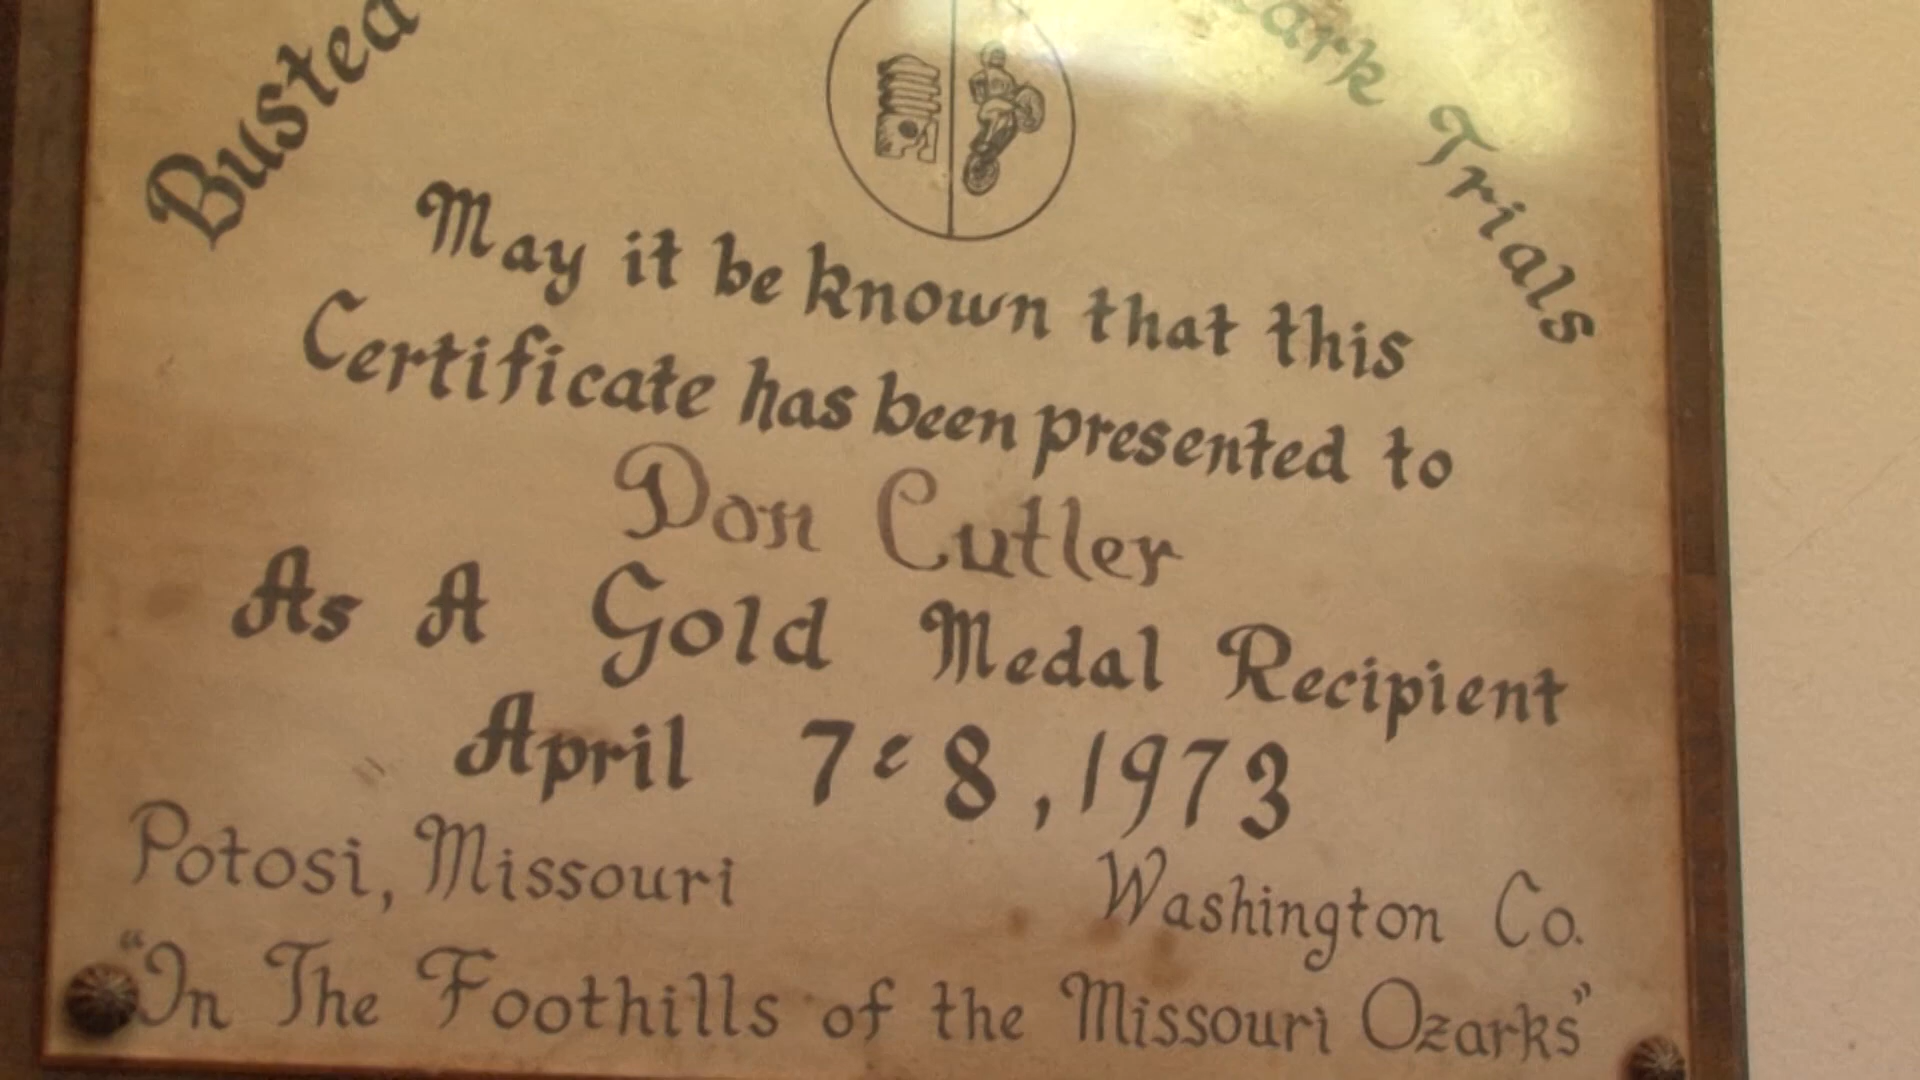 Busted
Trials
May it be known that this
Certificate has been presented to
Don Cutler
As A Gold Medal Recipient
April 7 & 8, 1973
Potosi, Missouri Washington Co.
"In The Foothills of the Missouri Ozarks"